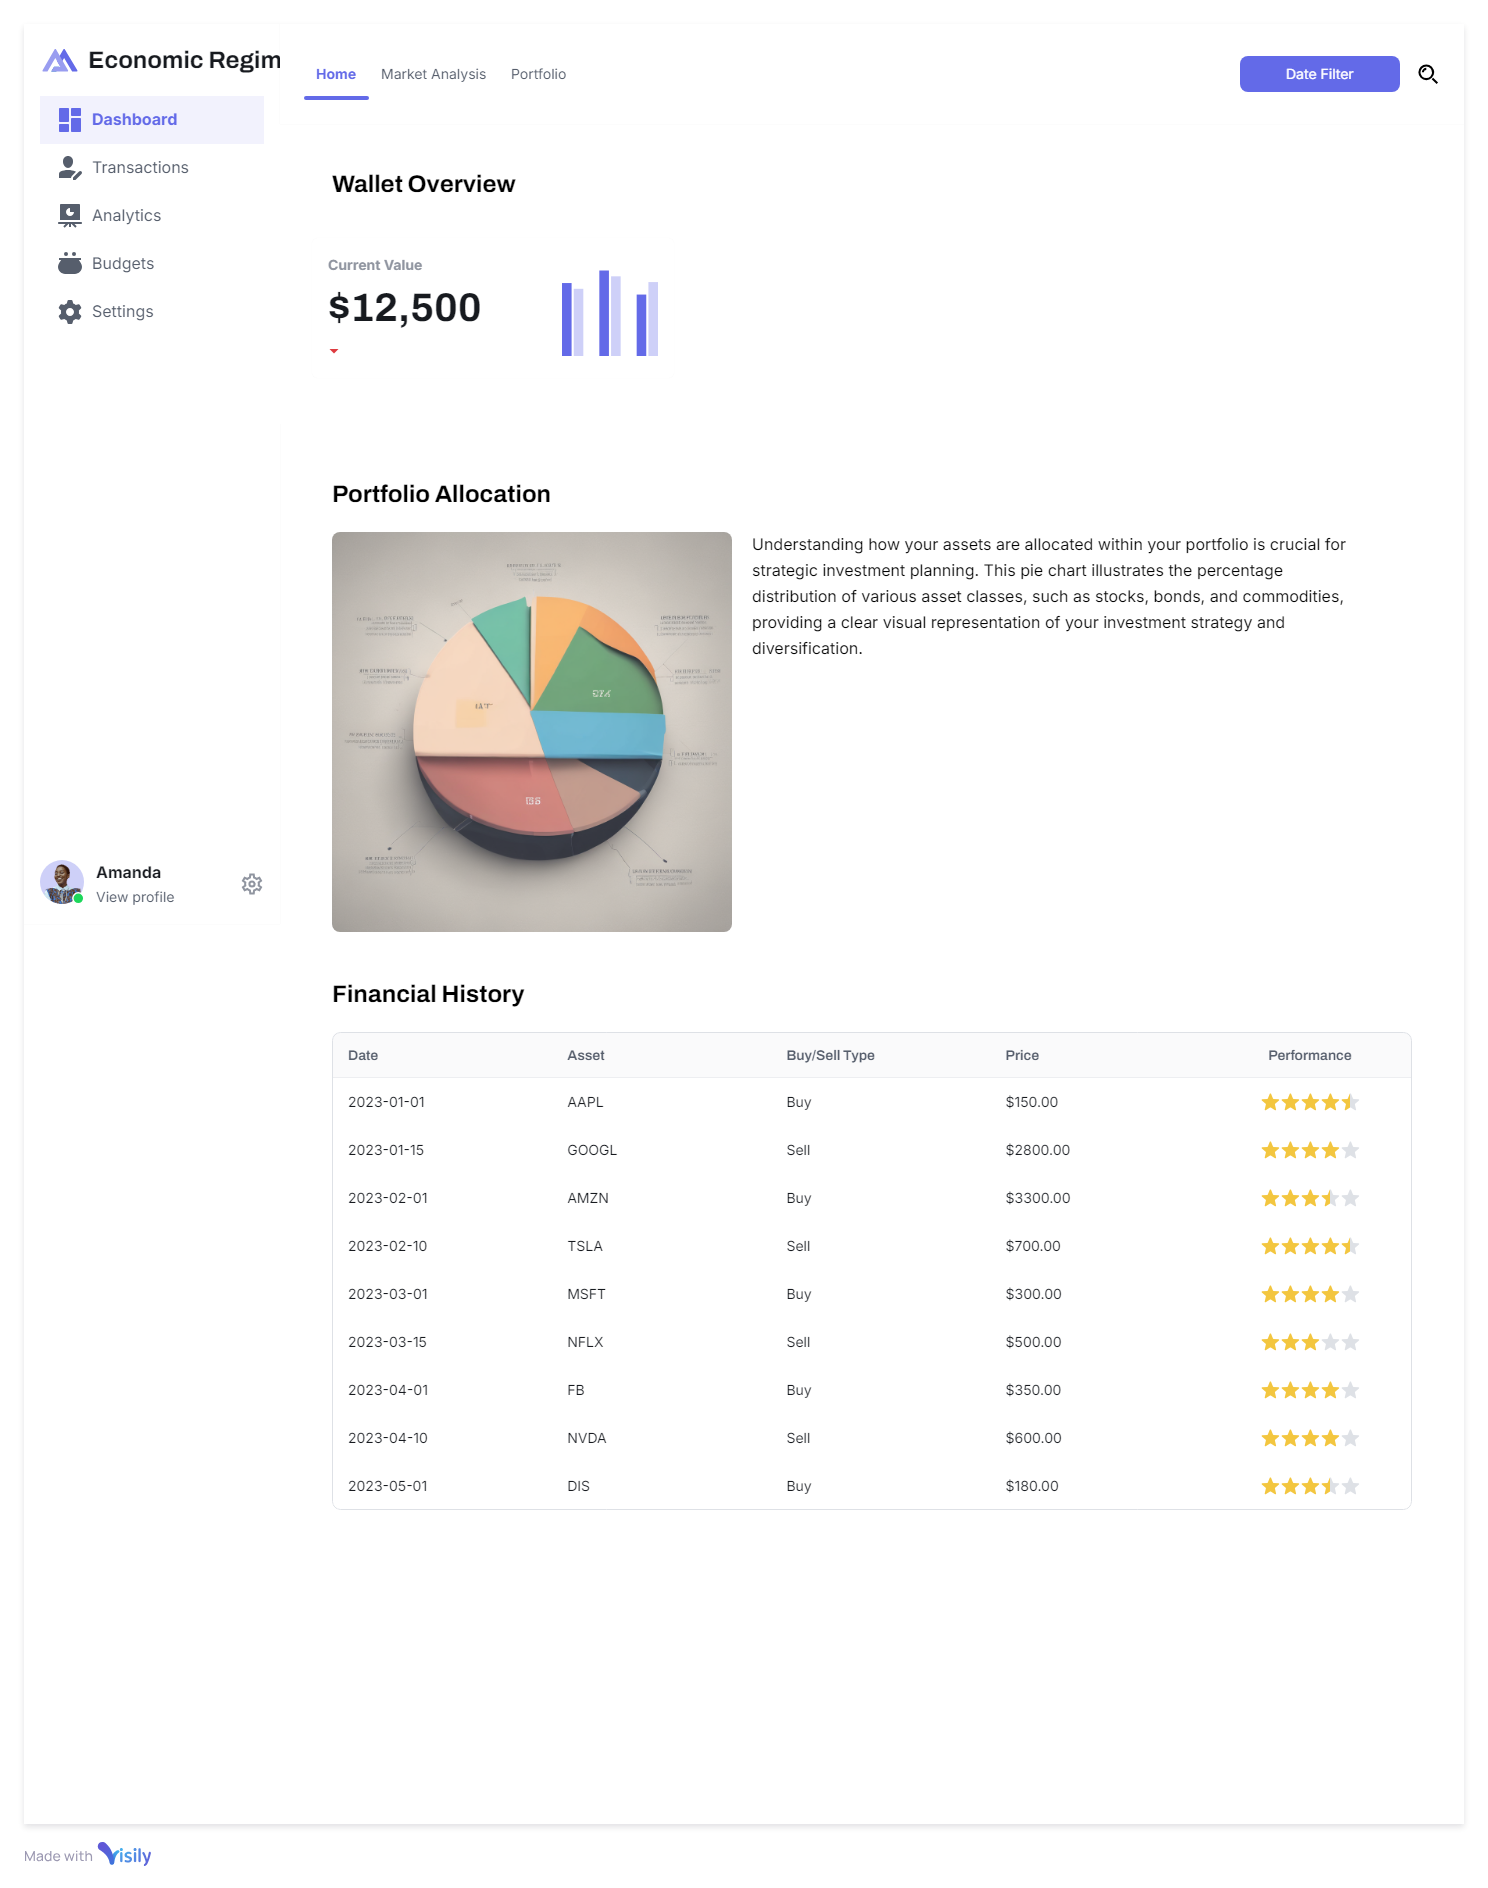 Economic Regim
Home Market Analysis Portfolio
Date Filter
Dashboard
Transactions
Analytics
Budgets
Settings
Amanda
View profile
Wallet Overview
Current Value
$12,500
Portfolio Allocation
Understanding how your assets are allocated within your portfolio is crucial for
strategic investment planning. This pie chart illustrates the percentage
distribution of various asset classes, such as stocks, bonds, and commodities,
providing a clear visual representation of your investment strategy and
diversification.
Financial History
Date Asset Buy/Sell Type Price Performance
2023-01-01 AAPL Buy $150.00
2023-01-15 GOOGL Sell $2800.00
2023-02-01 AMZN Buy $3300.00
2023-02-10 TSLA Sell $700.00
2023-03-01 MSFT Buy $300.00
2023-03-15 NFLX Sell $500.00
2023-04-01 FB Buy $350.00
2023-04-10 NVDA Sell $600.00
2023-05-01 DIS Buy $180.00
Made with Visily